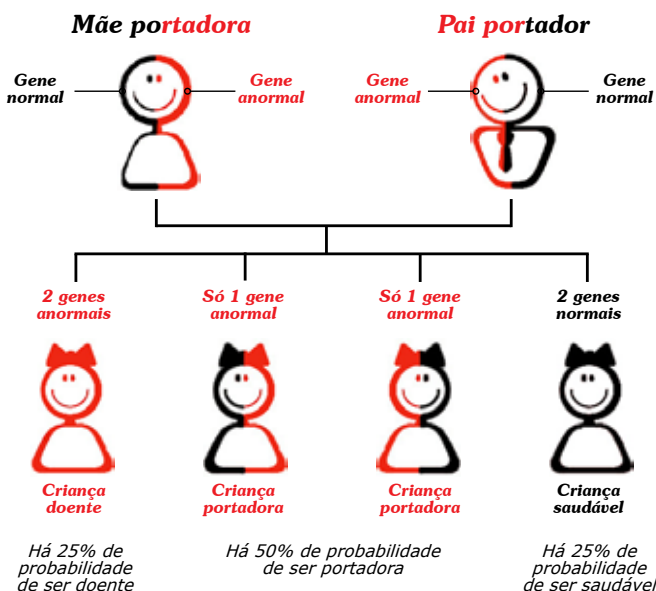 Mãe portadora
Pai portador
Gene
normal
Gene
anormal
Gene
anormal
Gene
normal
2 genes
anormais
Só 1 gene
anormal
Só 1 gene
anormal
2 genes
normais
Criança
doente
Criança
portadora
Criança
portadora
Criança
saudável
Há 25% de
probabilidade
de ser doente
Há 50% de probabilidade
de ser portadora
Há 25% de
probabilidade
de ser saudável